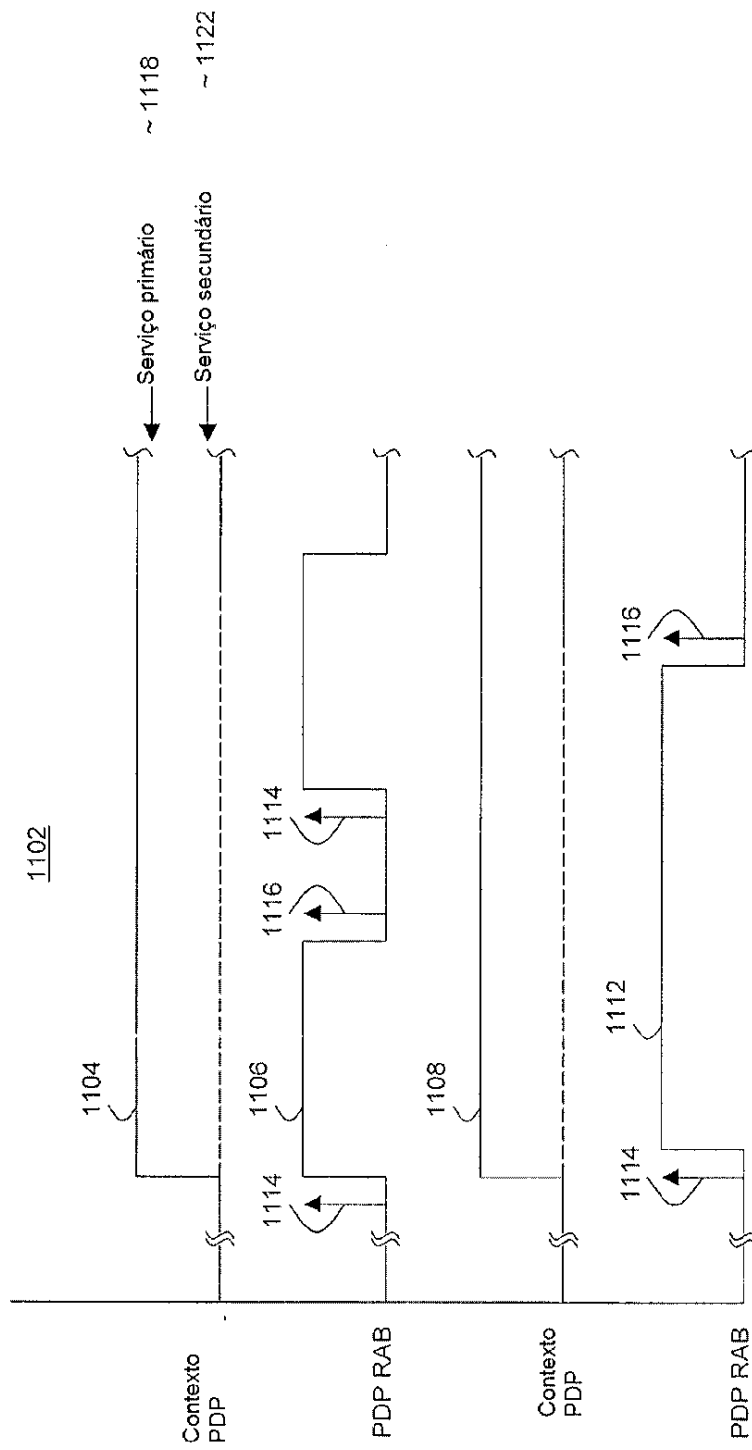 1102
Serviço primário ~ 1118
Serviço secundário ~ 1122
1104
Contexto
PDP
1114
1106
1116
1114
PDP RAB
1108
Contexto
PDP
1114
1112
1116
PDP RAB